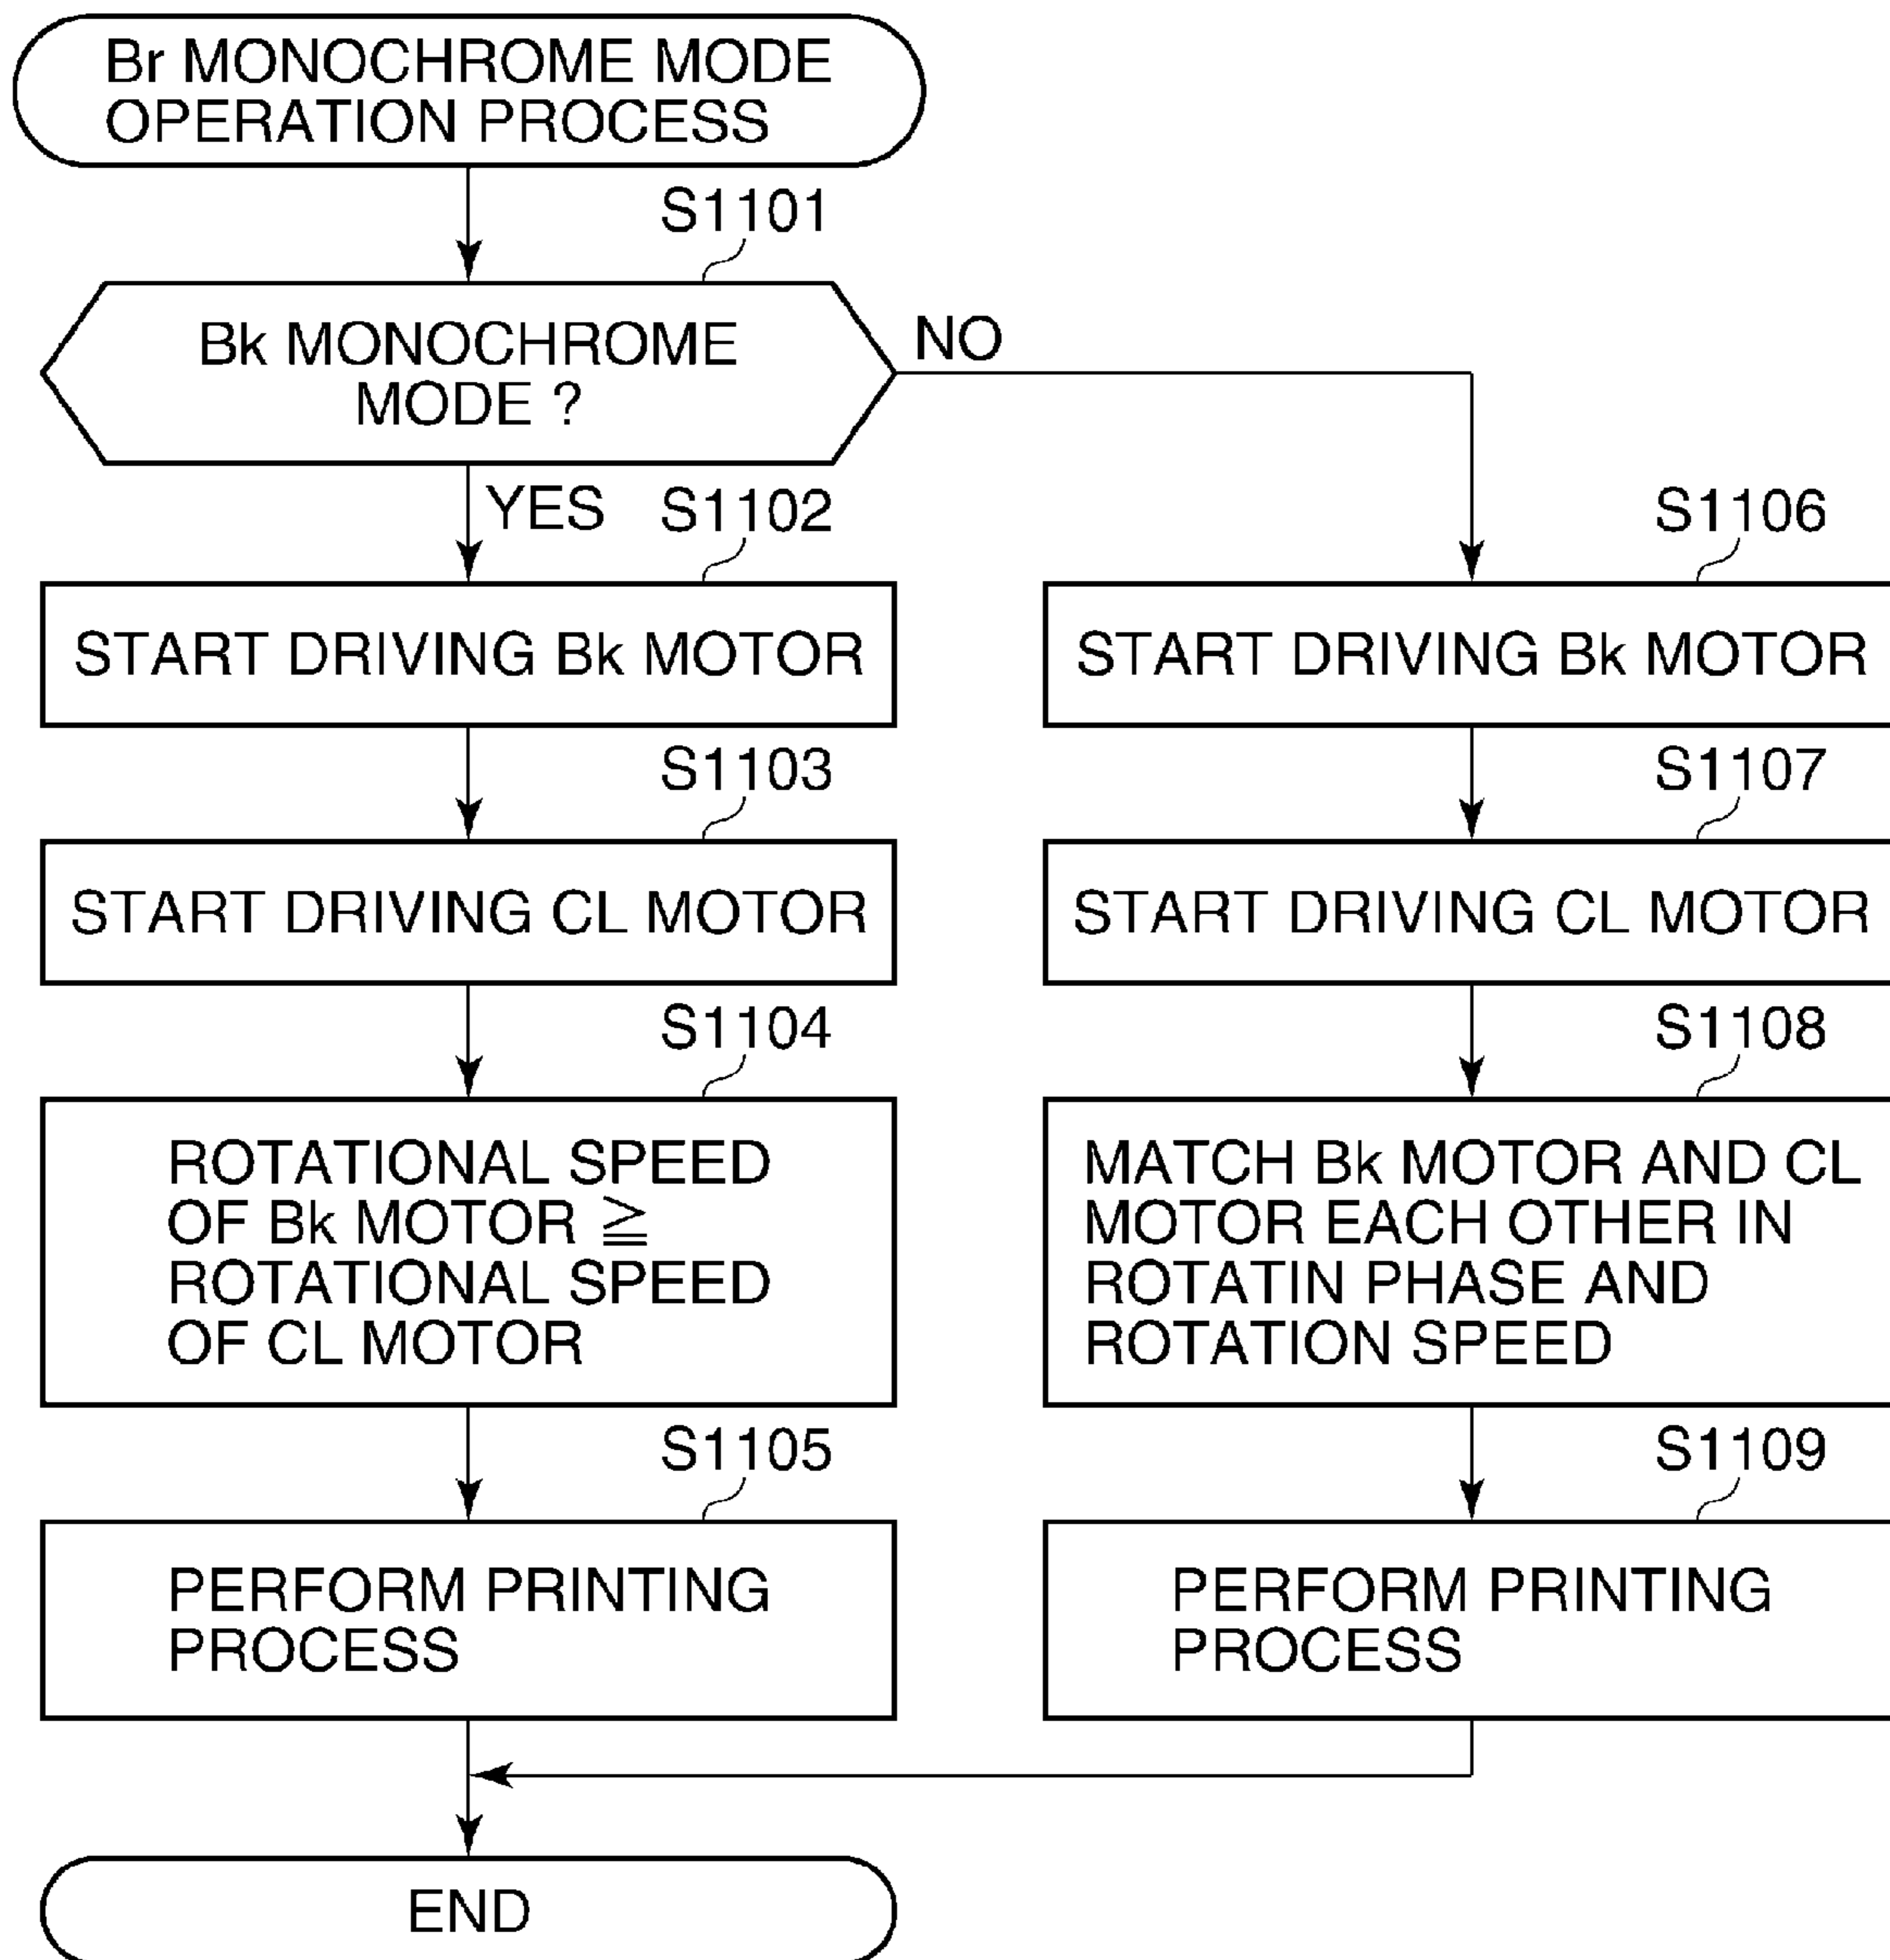 Br MONOCHROME MODE
OPERATION PROCESS
S1101
Bk MONOCHROME
MODE ?
NO
YES
S1102
START DRIVING Bk MOTOR
S1103
START DRIVING CL MOTOR
S1104
ROTATIONAL SPEED
OF Bk MOTOR ≧
ROTATIONAL SPEED
OF CL MOTOR
S1105
PERFORM PRINTING
PROCESS
S1106
START DRIVING Bk MOTOR
S1107
START DRIVING CL MOTOR
S1108
MATCH Bk MOTOR AND CL
MOTOR EACH OTHER IN
ROTATIN PHASE AND
ROTATION SPEED
S1109
PERFORM PRINTING
PROCESS
END